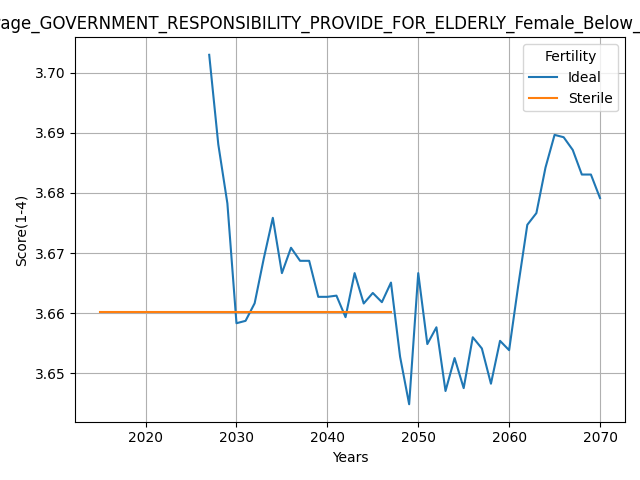 rage_GOVERNMENT_RESPONSIBILITY_PROVIDE_FOR_ELDERLY_Female_Below_
Fertility
Ideal
Sterile
3.70
3.69
3.68
3.67
3.66
3.65
Score(1-4)
2020 2030 2040 2050 2060 2070
Years